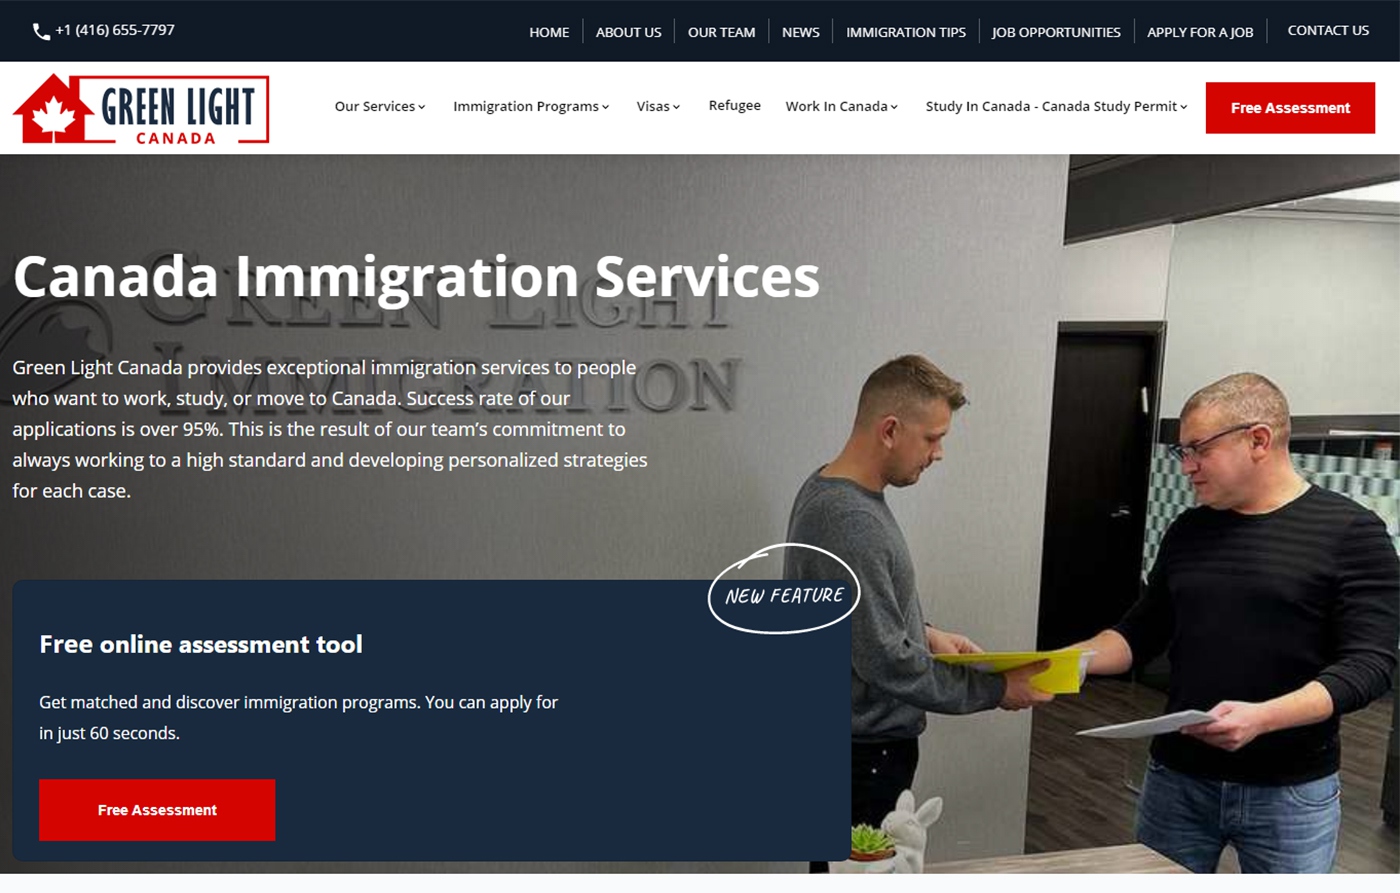 +1 (416) 655-7797
HOME
ABOUT US
OUR TEAM
NEWS
IMMIGRATION TIPS
JOB OPPORTUNITIES
APPLY FOR A JOB
CONTACT US
GREEN LIGHT
CANADA
Our Services
Immigration Programs
Visas
Refugee
Work In Canada
Study In Canada - Canada Study Permit
Free Assessment
Canada Immigration Services
GREEN LIGHT
IMMIGRATION
Green Light Canada provides exceptional immigration services to people
who want to work, study, or move to Canada. Success rate of our
applications is over 95%. This is the result of our team’s commitment to
always working to a high standard and developing personalized strategies
for each case.
NEW FEATURE
Free online assessment tool
Get matched and discover immigration programs. You can apply for
in just 60 seconds.
Free Assessment